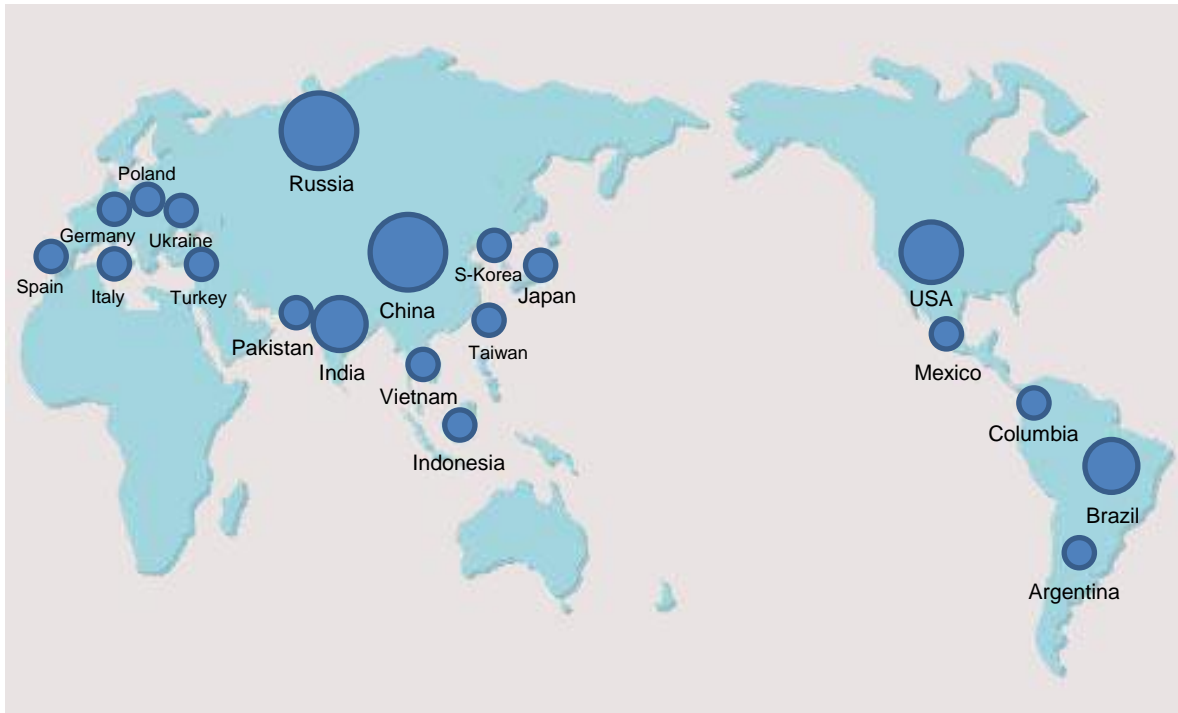 Poland
Russia
Germany
Ukraine
Spain
Italy
Turkey
S-Korea
Japan
China
USA
Pakistan
India
Taiwan
Vietnam
Mexico
Indonesia
Columbia
Brazil
Argentina